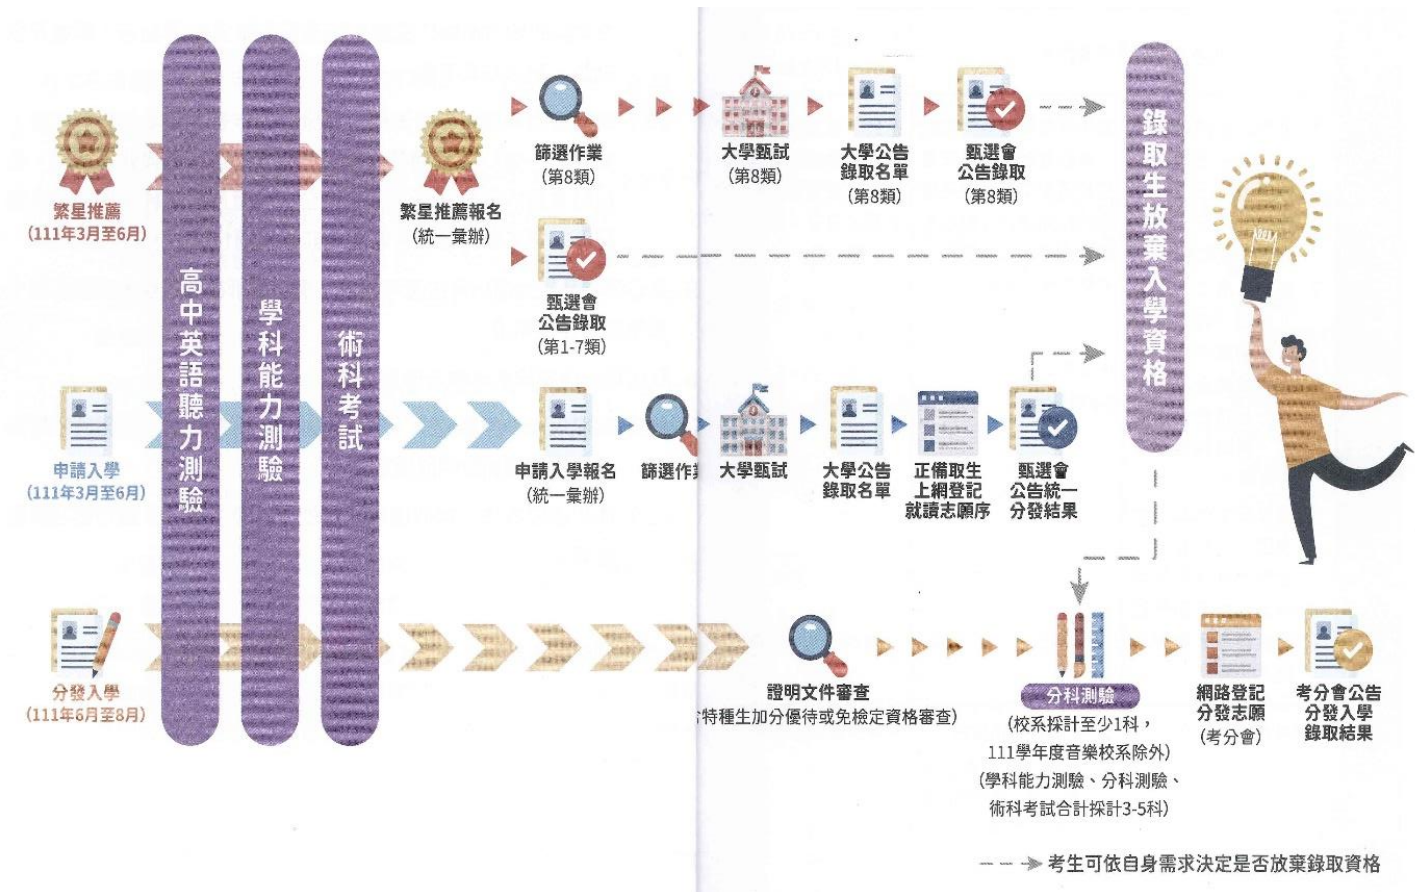 繁星推薦
(111年3月至6月)
申請入學
(111年3月至6月)
分發入學
(111年6月至8月)
高中英語聽力測驗
學科能力測驗
術科考試
繁星推薦報名
(統一彙辦)
篩選作業
(第8類)
大學甄試
(第8類)
大學公告
錄取名單
(第8類)
甄選會
公告錄取
(第8類)
甄選會
公告錄取
(第1-7類)
錄取生放棄入學資格
申請入學報名
(統一彙辦)
篩選作業
大學甄試
大學公告
錄取名單
正備取生
上網登記
就讀志願序
甄選會
公告統一
分發結果
證明文件審查
含特種生加分優待或免檢定資格審查)
分科測驗
(校系採計至少1科，
111學年度音樂校系除外)
(學科能力測驗、分科測驗、
術科考試合計採計3-5科)
網路登記
分發志願
(考分會)
考分會公告
分發入學
錄取結果
考生可依自身需求決定是否放棄錄取資格